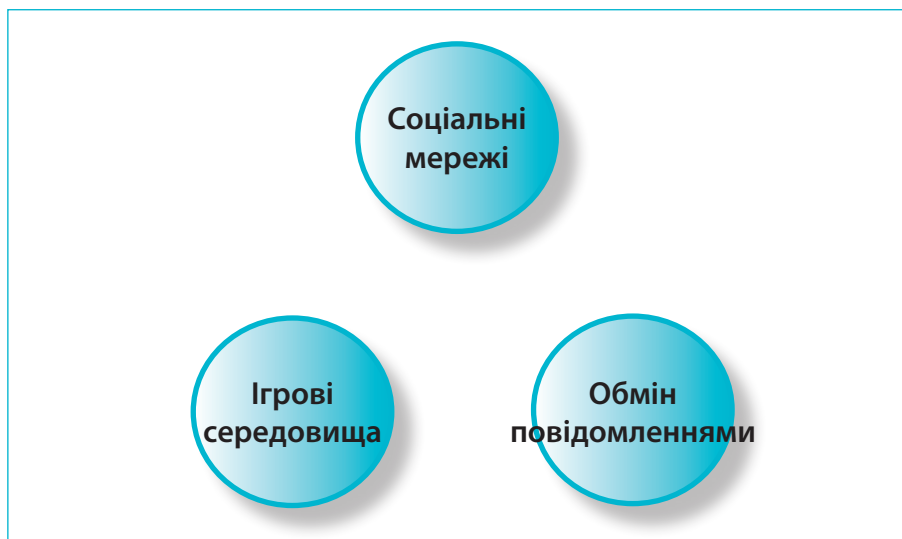 Соціальні
мережі
Ігрові
середовища
Обмін
повідомленнями